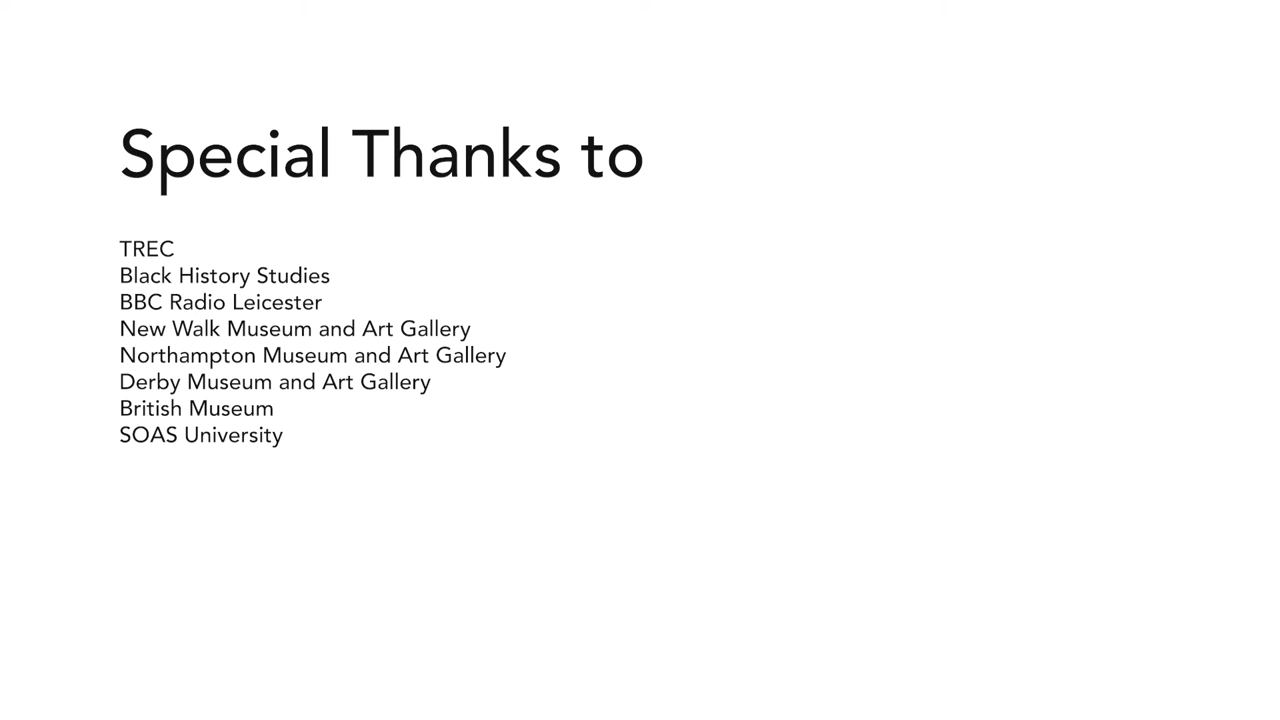 Special Thanks to
TREC
Black History Studies
BBC Radio Leicester
New Walk Museum and Art Gallery
Northampton Museum and Art Gallery
Derby Museum and Art Gallery
British Museum
SOAS University